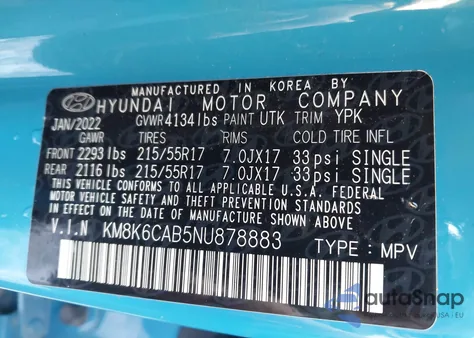 MANUFACTURED IN KOREA BY
HYUNDAI MOTOR COMPANY
JAN/2022 GVWR 4134lbs PAINT UTK TRIM YPK
GAWR TIRES RIMS COLD TIRE INFL
FRONT 2293 lbs 215/55R17 7.0JX17 33psi SINGLE
REAR 2116 lbs 215/55R17 7.0JX17 33psi SINGLE
THIS VEHICLE CONFORMS TO ALL APPLICABLE U.S.A. FEDERAL
MOTOR VEHICLE SAFETY, BUMPER, AND THEFT PREVENTION
STANDARDS IN EFFECT ON THE DATE OF MANUFACTURE SHOWN ABOVE.
V.I.N KM8K6CAB5NU878883 TYPE : MPV
autoSnap